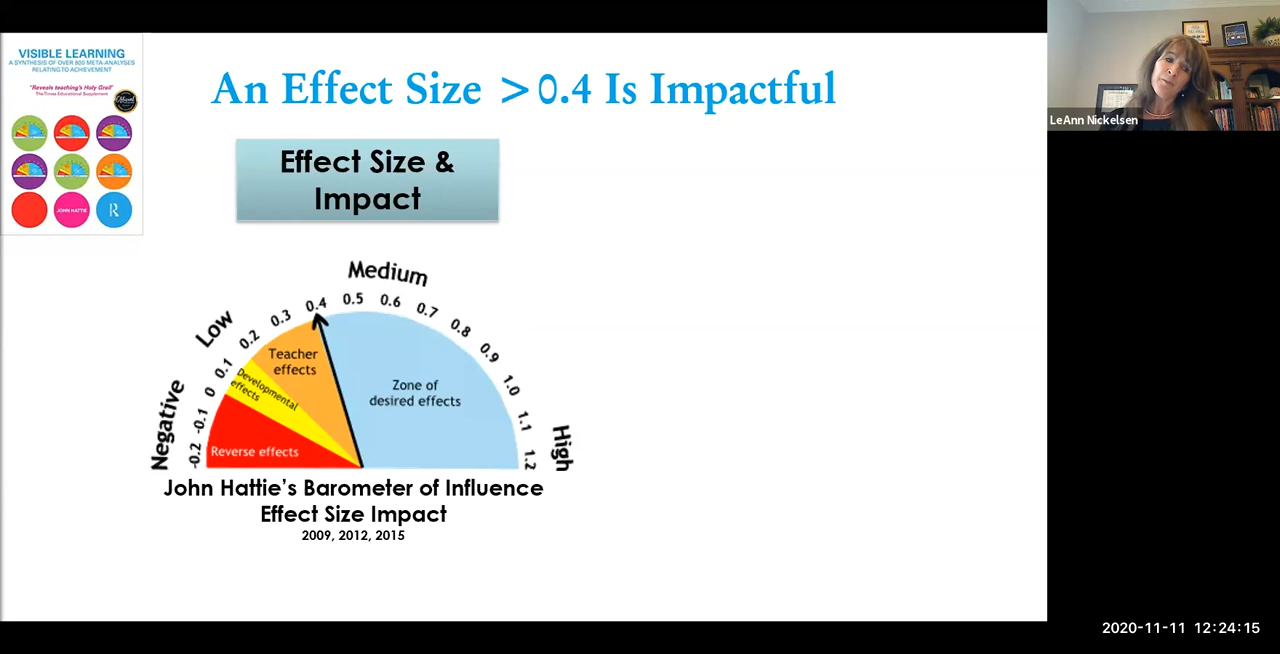 VISIBLE LEARNING
A SYNTHESIS OF OVER 800 META-ANALYSES
RELATING TO ACHIEVEMENT
"Reveals teaching's Holy Grail"
The Times Educational Supplement
JOHN HATTIE
R
An Effect Size >0.4 Is Impactful
Effect Size &
Impact
Negative
Low
Medium
High
-0.2
-0.1
0
0.1
0.2
0.3
0.4
0.5
0.6
0.7
0.8
0.9
1.0
1.1
1.2
Reverse effects
Developmental
effects
Teacher
effects
Zone of
desired effects
John Hattie's Barometer of Influence
Effect Size Impact
2009, 2012, 2015
LeAnn Nickelsen
2020-11-11 12:24:15